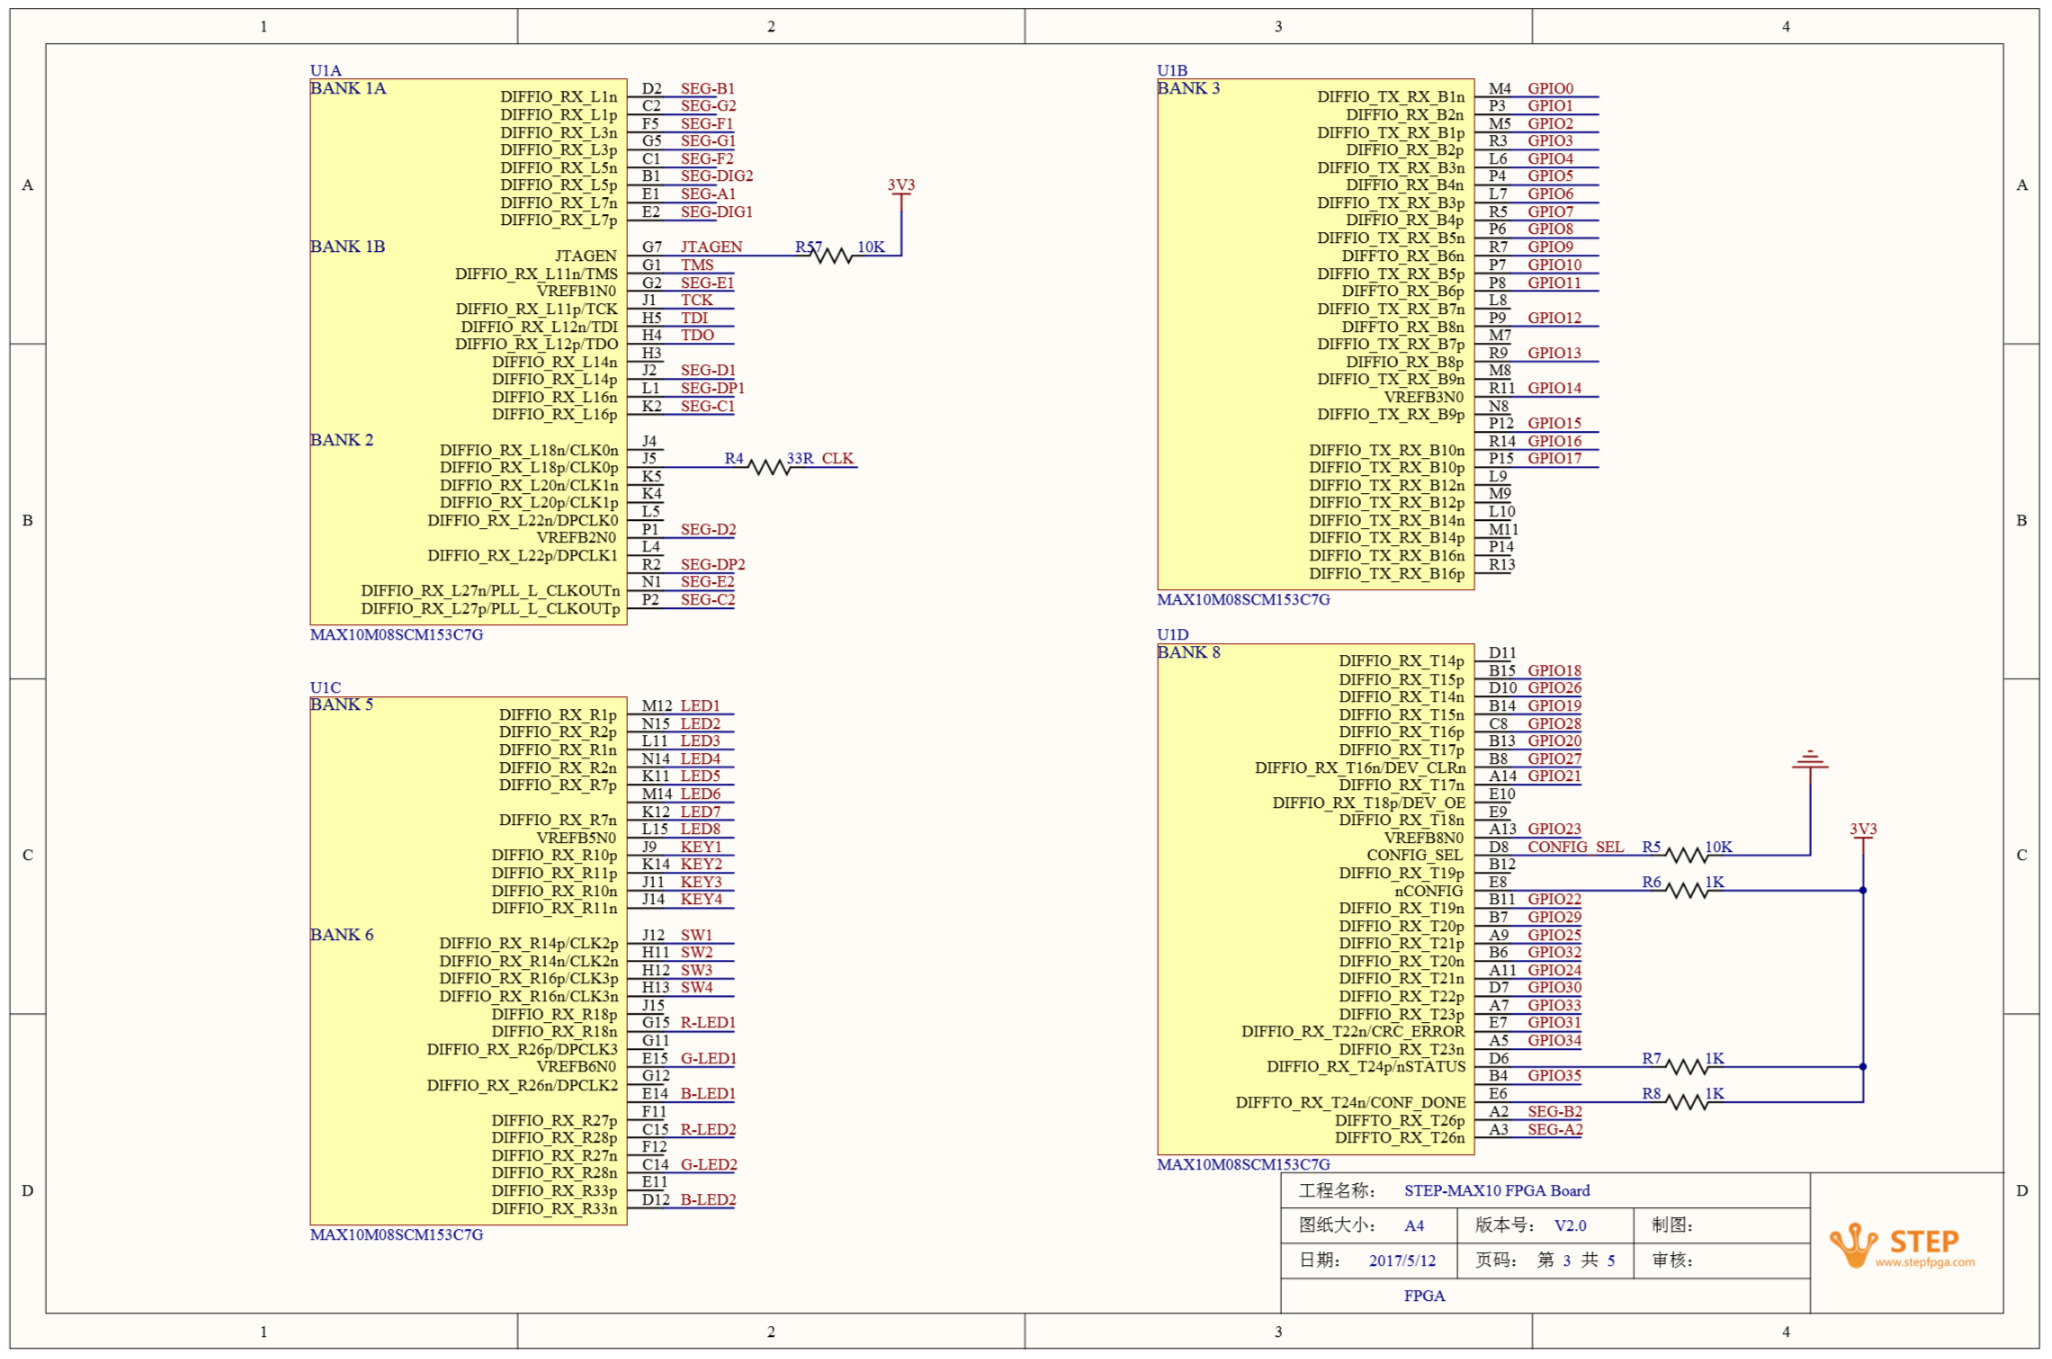 1 2 3 4
A A
B B
C C
D D
U1A
BANK 1A
DIFFIO_RX_L1n D2 SEG-B1
DIFFIO_RX_L1p C2 SEG-G2
DIFFIO_RX_L3n F5 SEG-F1
DIFFIO_RX_L3p G5 SEG-G1
DIFFIO_RX_L5n C1 SEG-F2
DIFFIO_RX_L5p B1 SEG-DIG2
DIFFIO_RX_L7n E1 SEG-A1
DIFFIO_RX_L7p E2 SEG-DIG1
3V3
BANK 1B
JTAGEN G7 JTAGEN R57 10K
DIFFIO_RX_L11n/TMS G1 TMS
VREFB1N0 G2 SEG-E1
DIFFIO_RX_L11p/TCK J1 TCK
DIFFIO_RX_L12n/TDI H5 TDI
DIFFIO_RX_L12p/TDO H4 TDO
DIFFIO_RX_L14n H3
DIFFIO_RX_L14p J2 SEG-D1
DIFFIO_RX_L16n L1 SEG-DP1
DIFFIO_RX_L16p K2 SEG-C1
BANK 2
DIFFIO_RX_L18n/CLK0n J4
DIFFIO_RX_L18p/CLK0p J5 R4 33R CLK
DIFFIO_RX_L20n/CLK1n K5
DIFFIO_RX_L20p/CLK1p K4
DIFFIO_RX_L22n/DPCLK0 L5
VREFB2N0 P1 SEG-D2
DIFFIO_RX_L22p/DPCLK1 L4
R2 SEG-DP2
DIFFIO_RX_L27n/PLL_L_CLKOUTn N1 SEG-E2
DIFFIO_RX_L27p/PLL_L_CLKOUTp P2 SEG-C2
MAX10M08SCM153C7G
U1B
BANK 3
DIFFIO_TX_RX_B1n M4 GPIO0
DIFFIO_RX_B2n P3 GPIO1
DIFFIO_TX_RX_B1p M5 GPIO2
DIFFIO_RX_B2p R3 GPIO3
DIFFIO_TX_RX_B3n L6 GPIO4
DIFFIO_RX_B4n P4 GPIO5
DIFFIO_TX_RX_B3p L7 GPIO6
DIFFIO_RX_B4p R5 GPIO7
DIFFIO_TX_RX_B5n P6 GPIO8
DIFFTO_RX_B6n R7 GPIO9
DIFFIO_TX_RX_B5p P7 GPIO10
DIFFTO_RX_B6p P8 GPIO11
DIFFIO_TX_RX_B7n L8
DIFFTO_RX_B8n P9 GPIO12
DIFFIO_TX_RX_B7p M7
DIFFIO_RX_B8p R9 GPIO13
DIFFIO_TX_RX_B9n M8
VREFB3N0 R11 GPIO14
DIFFIO_TX_RX_B9p N8
P12 GPIO15
DIFFIO_TX_RX_B10n R14 GPIO16
DIFFIO_TX_RX_B10p P15 GPIO17
DIFFIO_TX_RX_B12n L9
DIFFIO_TX_RX_B12p M9
DIFFIO_TX_RX_B14n L10
DIFFIO_TX_RX_B14p M11
DIFFIO_TX_RX_B16n P14
DIFFIO_TX_RX_B16p R13
MAX10M08SCM153C7G
U1C
BANK 5
DIFFIO_RX_R1p M12 LED1
DIFFIO_RX_R2p N15 LED2
DIFFIO_RX_R1n L11 LED3
DIFFIO_RX_R2n N14 LED4
DIFFIO_RX_R7p K11 LED5
M14 LED6
DIFFIO_RX_R7n K12 LED7
VREFB5N0 L15 LED8
DIFFIO_RX_R10p J9 KEY1
DIFFIO_RX_R11p K14 KEY2
DIFFIO_RX_R10n J11 KEY3
DIFFIO_RX_R11n J14 KEY4
BANK 6
DIFFIO_RX_R14p/CLK2p J12 SW1
DIFFIO_RX_R14n/CLK2n H11 SW2
DIFFIO_RX_R16p/CLK3p H12 SW3
DIFFIO_RX_R16n/CLK3n H13 SW4
DIFFIO_RX_R18p J15
DIFFIO_RX_R18n G15 R-LED1
DIFFIO_RX_R26p/DPCLK3 G11
VREFB6N0 E15 G-LED1
DIFFIO_RX_R26n/DPCLK2 G12
E14 B-LED1
DIFFIO_RX_R27p F11
DIFFIO_RX_R28p C15 R-LED2
DIFFIO_RX_R27n F12
DIFFIO_RX_R28n C14 G-LED2
DIFFIO_RX_R33p E11
DIFFIO_RX_R33n D12 B-LED2
MAX10M08SCM153C7G
U1D
BANK 8
DIFFIO_RX_T14p D11
DIFFIO_RX_T15p B15 GPIO18
DIFFIO_RX_T14n D10 GPIO26
DIFFIO_RX_T15n B14 GPIO19
DIFFIO_RX_T16p C8 GPIO28
DIFFIO_RX_T17p B13 GPIO20
DIFFIO_RX_T16n/DEV_CLRn B8 GPIO27
DIFFIO_RX_T17n A14 GPIO21
DIFFIO_RX_T18p/DEV_OE E10
DIFFIO_RX_T18n E9
VREFB8N0 A13 GPIO23
3V3
CONFIG_SEL D8 CONFIG_SEL R5 10K
DIFFIO_RX_T19p B12
nCONFIG E8 R6 1K
DIFFIO_RX_T19n B11 GPIO22
DIFFIO_RX_T20p B7 GPIO29
DIFFIO_RX_T21p A9 GPIO25
DIFFIO_RX_T20n B6 GPIO32
DIFFIO_RX_T21n A11 GPIO24
DIFFIO_RX_T22p D7 GPIO30
DIFFIO_RX_T23p A7 GPIO33
DIFFIO_RX_T22n/CRC_ERROR E7 GPIO31
DIFFIO_RX_T23n A5 GPIO34
DIFFIO_RX_T24p/nSTATUS D6 R7 1K
B4 GPIO35
DIFFTO_RX_T24n/CONF_DONE E6 R8 1K
DIFFTO_RX_T26p A2 SEG-B2
DIFFTO_RX_T26n A3 SEG-A2
MAX10M08SCM153C7G
工程名称: STEP-MAX10 FPGA Board
图纸大小: A4 版本号: V2.0 制图:
日期: 2017/5/12 页码: 第 3 共 5 审核:
FPGA
STEP
www.stepfpga.com
1 2 3 4